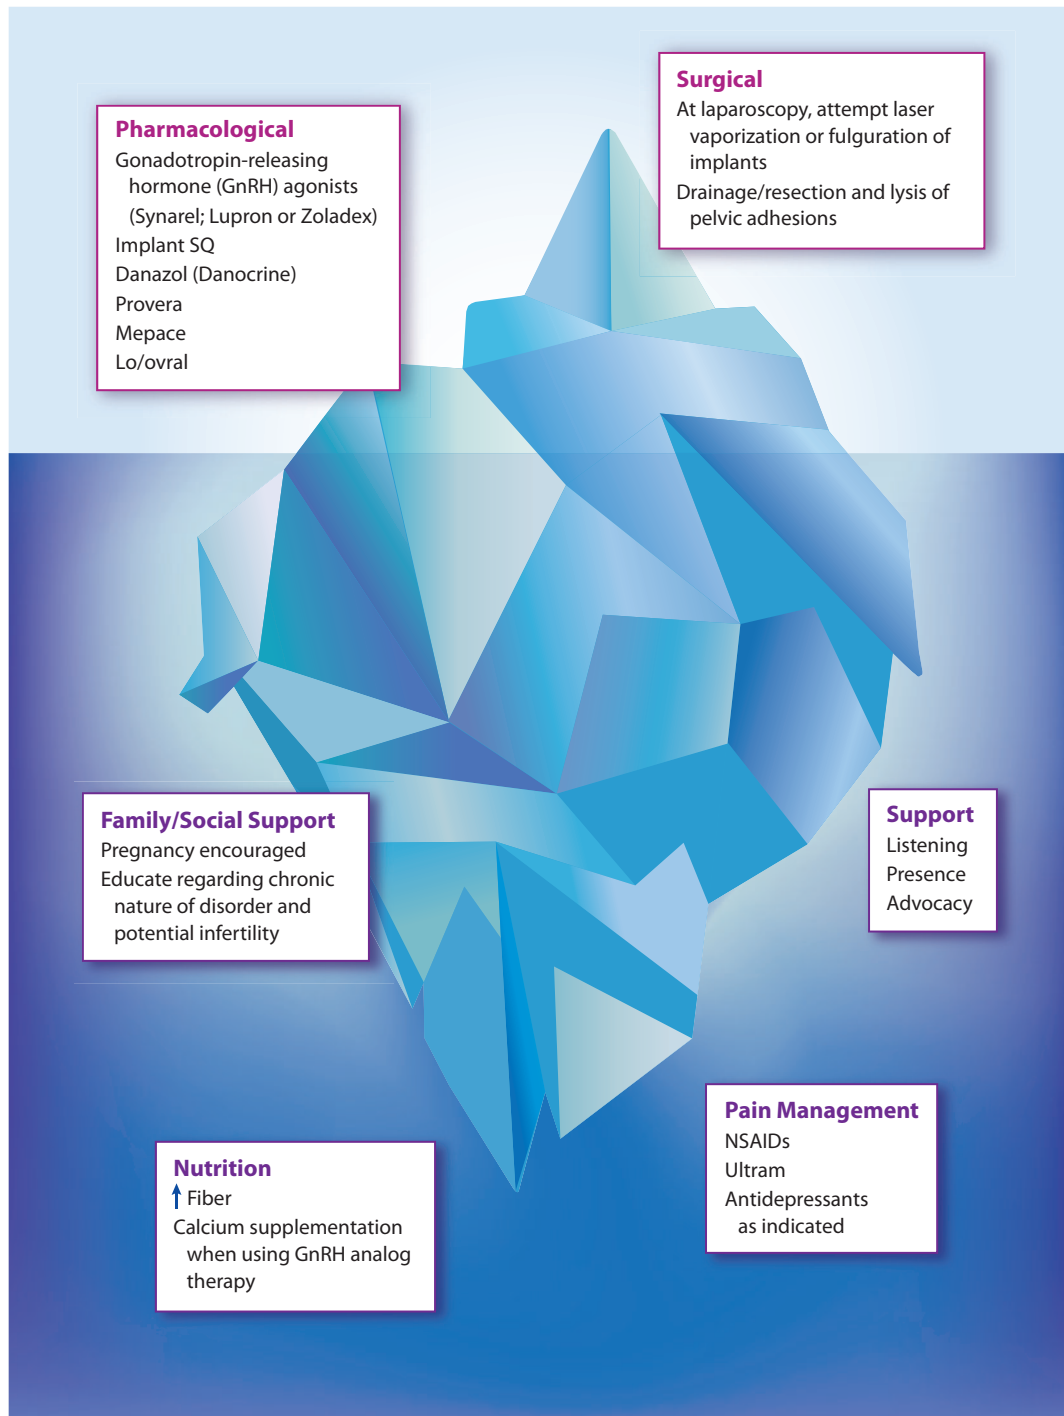 Pharmacological
Gonadotropin-releasing
hormone (GnRH) agonists
(Synarel; Lupron or Zoladex)
Implant SQ
Danazol (Danocrine)
Provera
Mepace
Lo/ovral
Surgical
At laparoscopy, attempt laser
vaporization or fulguration of
implants
Drainage/resection and lysis of
pelvic adhesions
Family/Social Support
Pregnancy encouraged
Educate regarding chronic
nature of disorder and
potential infertility
Support
Listening
Presence
Advocacy
Nutrition
↑ Fiber
Calcium supplementation
when using GnRH analog
therapy
Pain Management
NSAIDs
Ultram
Antidepressants
as indicated